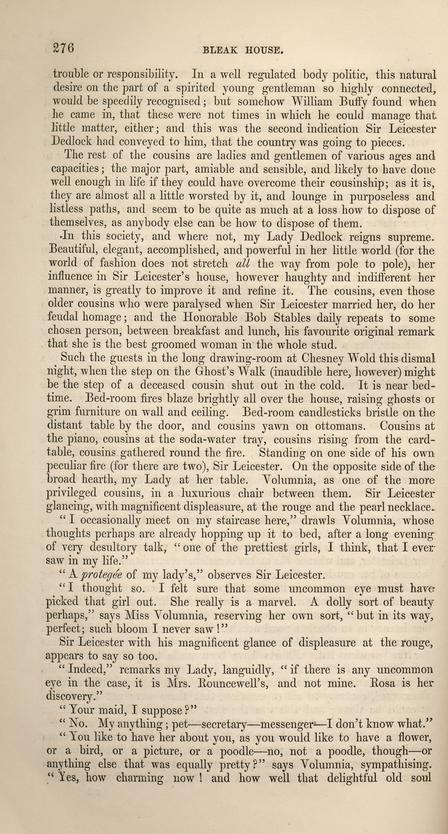 276
BLEAK HOUSE.
trouble or responsibility. In a well regulated body politic, this natural
desire on the part of a spirited young gentleman so highly connected,
would be speedily recognised; but somehow William Buffy found when
he came in, that these were not times in which he could manage that
little matter, either; and this was the second indication Sir Leicester
Dedlock had conveyed to him, that the country was going to pieces.
The rest of the cousins are ladies and gentlemen of various ages and
capacities; the major part, amiable and sensible, and likely to have done
well enough in life if they could have overcome their cousinship; as it is,
they are almost all a little worsted by it, and lounge in purposeless and
listless paths, and seem to be quite as much at a loss how to dispose of
themselves, as anybody else can be how to dispose of them.
In this society, and where not, my Lady Dedlock reigns supreme.
Beautiful, elegant, accomplished, and powerful in her little world (for the
world of fashion does not stretch all the way from pole to pole), her
influence in Sir Leicester's house, however haughty and indifferent her
manner, is greatly to improve it and refine it. The cousins, even those
older cousins who were paralysed when Sir Leicester married her, do her
feudal homage; and the Honorable Bob Stables daily repeats to some
chosen person, between breakfast and lunch, his favourite original remark
that she is the best groomed woman in the whole stud.
Such the guests in the long drawing-room at Chesney Wold this dismal
night, when the step on the Ghost's Walk (inaudible here, however) might
be the step of a deceased cousin shut out in the cold. It is near bed-
time. Bed-room fires blaze brightly all over the house, raising ghosts of
grim furniture on wall and ceiling. Bed-room candlesticks bristle on the
distant table by the door, and cousins yawn on ottomans. Cousins at
the piano, cousins at the soda-water tray, cousins rising from the card-
table, cousins gathered round the fire. Standing on one side of his own
peculiar fire (for there are two), Sir Leicester. On the opposite side of the
broad hearth, my Lady at her table. Volumnia, as one of the more
privileged cousins, in a luxurious chair between them. Sir Leicester
glancing, with magnificent displeasure, at the rouge and the pearl necklace.
"I occasionally meet on my staircase here," drawls Volumnia, whose
thoughts perhaps are already hopping up it to bed, after a long evening
of very desultory talk, "one of the prettiest girls, I think, that I ever
saw in my life."
"A protegée of my lady's," observes Sir Leicester.
"I thought so. I felt sure that some uncommon eye must have
picked that girl out. She really is a marvel. A dolly sort of beauty
perhaps," says Miss Volumnia, reserving her own sort, "but in its way,
perfect; such bloom I never saw!"
Sir Leicester with his magnificent glance of displeasure at the rouge,
appears to say so too.
"Indeed," remarks my Lady, languidly, "if there is any uncommon
eye in the case, it is Mrs. Rouncewell's, and not mine. Rosa is her
discovery."
"Your maid, I suppose?"
"No. My anything; pet—secretary—messenger—I don't know what."
"You like to have her about you, as you would like to have a flower,
or a bird, or a picture, or a poodle—no, not a poodle, though—or
anything else that was equally pretty?" says Volumnia, sympathising.
"Yes, how charming now! and how well that delightful old soul